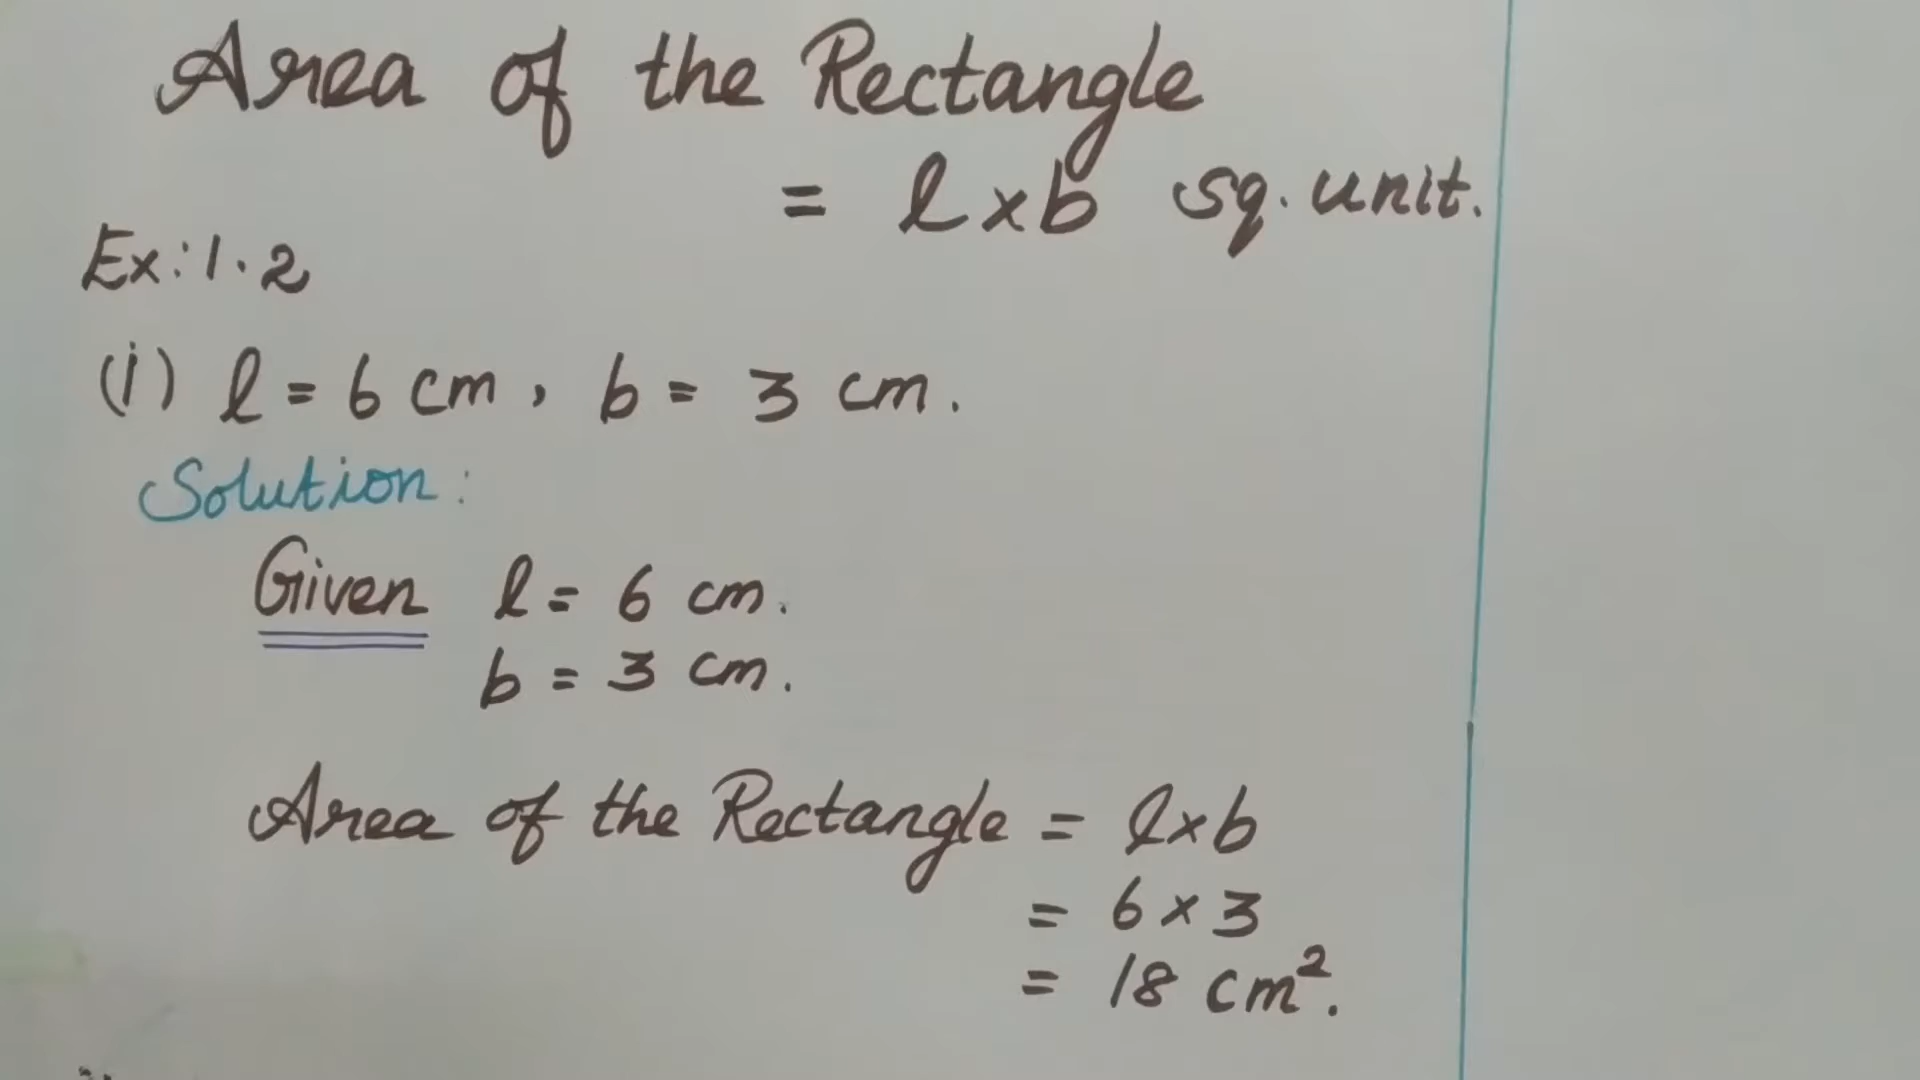 Area of the Rectangle
= l × b sq. unit.
Ex: 1.2
(i) l = 6 cm, b = 3 cm.
Solution:
Given l = 6 cm.
b = 3 cm.
Area of the Rectangle = l × b
= 6 × 3
= 18 cm².